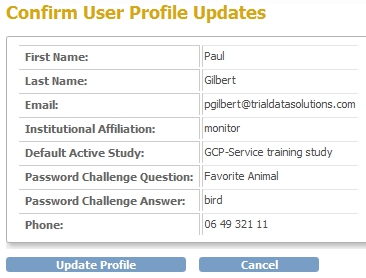 Confirm User Profile Updates
First Name: Paul
Last Name: Gilbert
Email: pgilbert@trialdatasolutions.com
Institutional Affiliation: monitor
Default Active Study: GCP-Service training study
Password Challenge Question: Favorite Animal
Password Challenge Answer: bird
Phone: 06 49 321 11
Update Profile Cancel